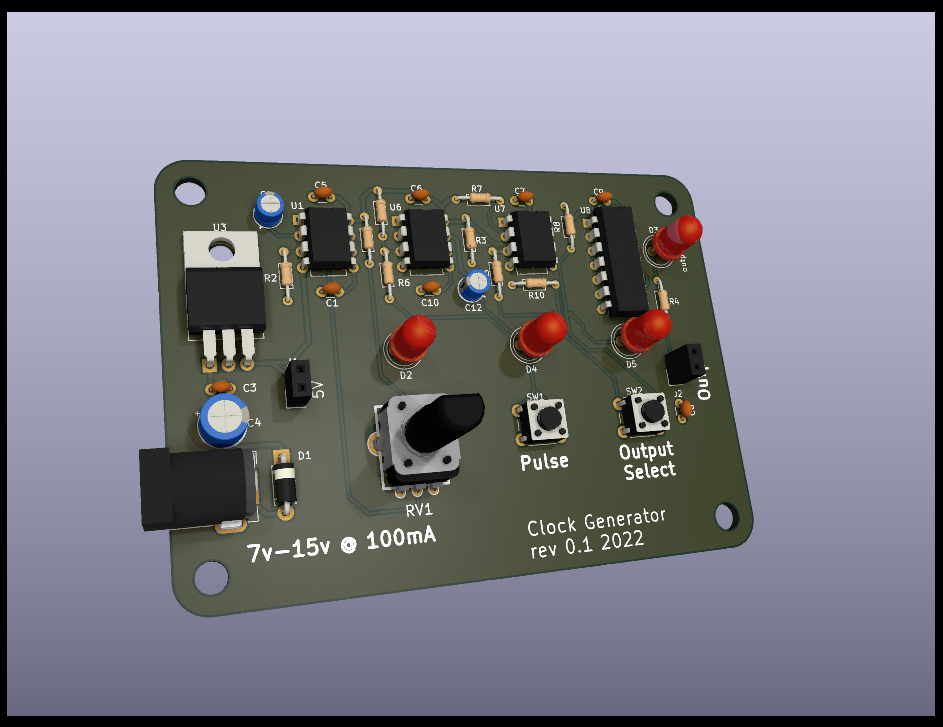 C5
C6
R7
C7
C9
U1
U6
U7
U8
U3
R8
D3
R3
R2
R6
C1
C10
C12
R10
R4
D2
D4
D5
5V
C3
C4
SW1
SW2
Out
Pulse
Output
Select
D1
RV1
7v-15v @ 100mA
Clock Generator
rev 0.1 2022